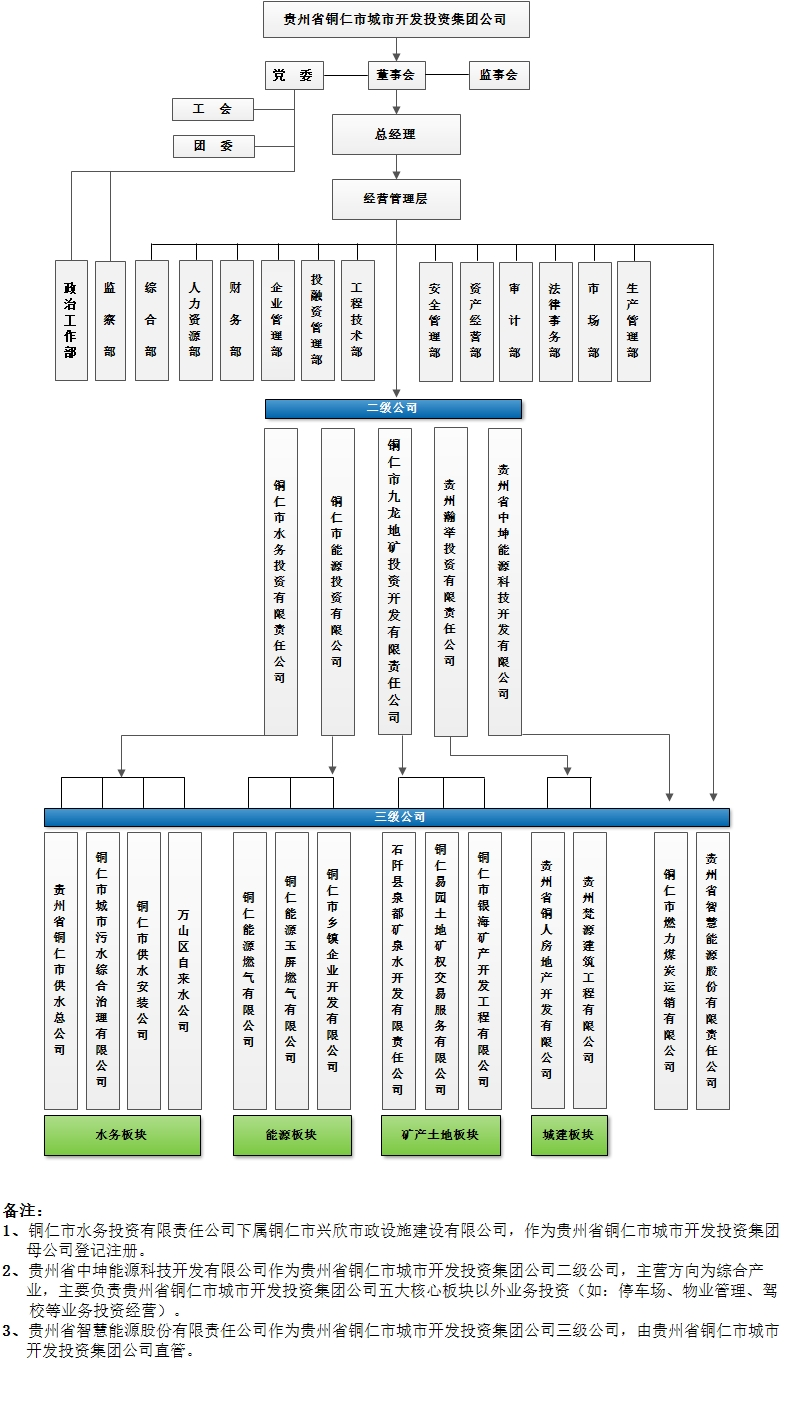 贵州省铜仁市城市开发投资集团公司
党 委
董事会
监事会
工 会
团 委
总经理
经营管理层
政治工作部
监察部
综合部
人力资源部
财务部
企业管理部
投融资管理部
工程技术部
安全管理部
资产经营部
审计部
法律事务部
市场部
生产管理部
二级公司
铜仁市水务投资有限责任公司
铜仁市能源投资有限公司
铜仁市九龙地矿投资开发有限责任公司
贵州瀚举投资有限责任公司
贵州省中坤能源科技开发有限公司
三级公司
贵州省铜仁市供水总公司
铜仁市城市污水综合治理有限公司
铜仁市供水安装公司
万山区自来水公司
铜仁能源燃气有限公司
铜仁能源玉屏燃气有限公司
铜仁市乡镇企业开发有限公司
石阡县泉都矿泉水开发有限责任公司
铜仁易园土地矿权交易服务有限公司
铜仁市银海矿产开发工程有限公司
贵州省铜人房地产开发有限公司
贵州梵源建筑工程有限公司
铜仁市燃力煤炭运销有限公司
贵州省智慧能源股份有限责任公司
水务板块
能源板块
矿产土地板块
城建板块
备注：
1、铜仁市水务投资有限责任公司下属铜仁市兴欣市政设施建设有限公司，作为贵州省铜仁市城市开发投资集团
母公司登记注册。
2、贵州省中坤能源科技开发有限公司作为贵州省铜仁市城市开发投资集团公司二级公司，主营方向为综合产
业，主要负责贵州省铜仁市城市开发投资集团公司五大核心板块以外业务投资（如：停车场、物业管理、驾
校等业务投资经营）。
3、贵州省智慧能源股份有限责任公司作为贵州省铜仁市城市开发投资集团公司三级公司，由贵州省铜仁市城市
开发投资集团公司直管。